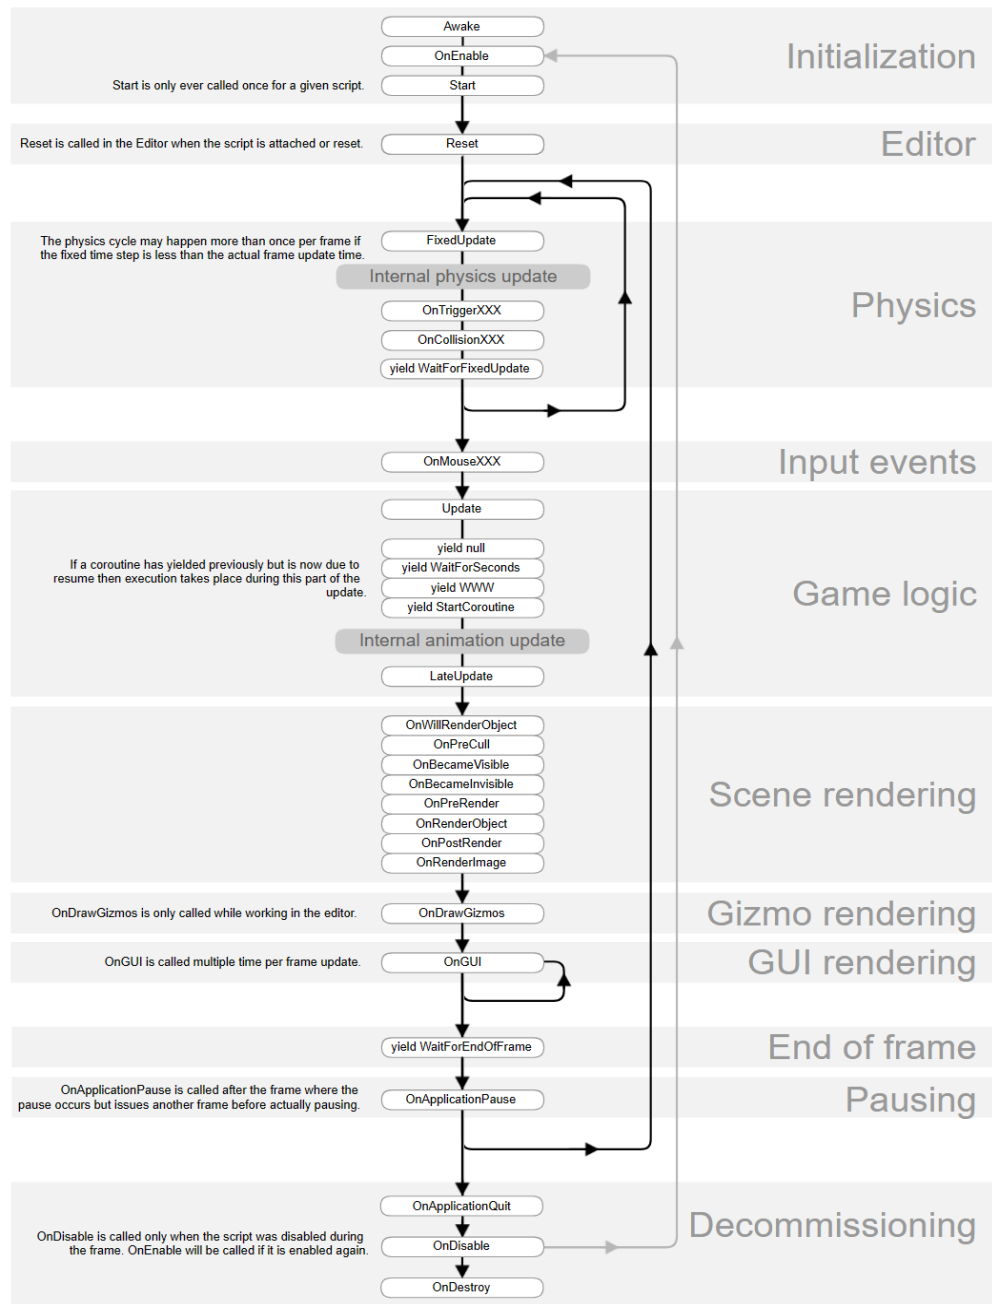 Awake
OnEnable
Initialization
Start is only ever called once for a given script.
Start
Reset is called in the Editor when the script is attached or reset.
Reset
Editor
The physics cycle may happen more than once per frame if
the fixed time step is less than the actual frame update time.
FixedUpdate
Internal physics update
OnTriggerXXX
Physics
OnCollisionXXX
yield WaitForFixedUpdate
OnMouseXXX
Input events
Update
yield null
If a coroutine has yielded previously but is now due to
resume then execution takes place during this part of the
update.
yield WaitForSeconds
yield WWW
yield StartCoroutine
Game logic
Internal animation update
LateUpdate
OnWillRenderObject
OnPreCull
OnBecameVisible
OnBecameInvisible
OnPreRender
OnRenderObject
OnPostRender
OnRenderImage
Scene rendering
OnDrawGizmos is only called while working in the editor.
OnDrawGizmos
Gizmo rendering
OnGUI is called multiple time per frame update.
OnGUI
GUI rendering
yield WaitForEndOfFrame
End of frame
OnApplicationPause is called after the frame where the
pause occurs but issues another frame before actually pausing.
OnApplicationPause
Pausing
OnApplicationQuit
Decommissioning
OnDisable is called only when the script was disabled during
the frame. OnEnable will be called if it is enabled again.
OnDisable
OnDestroy